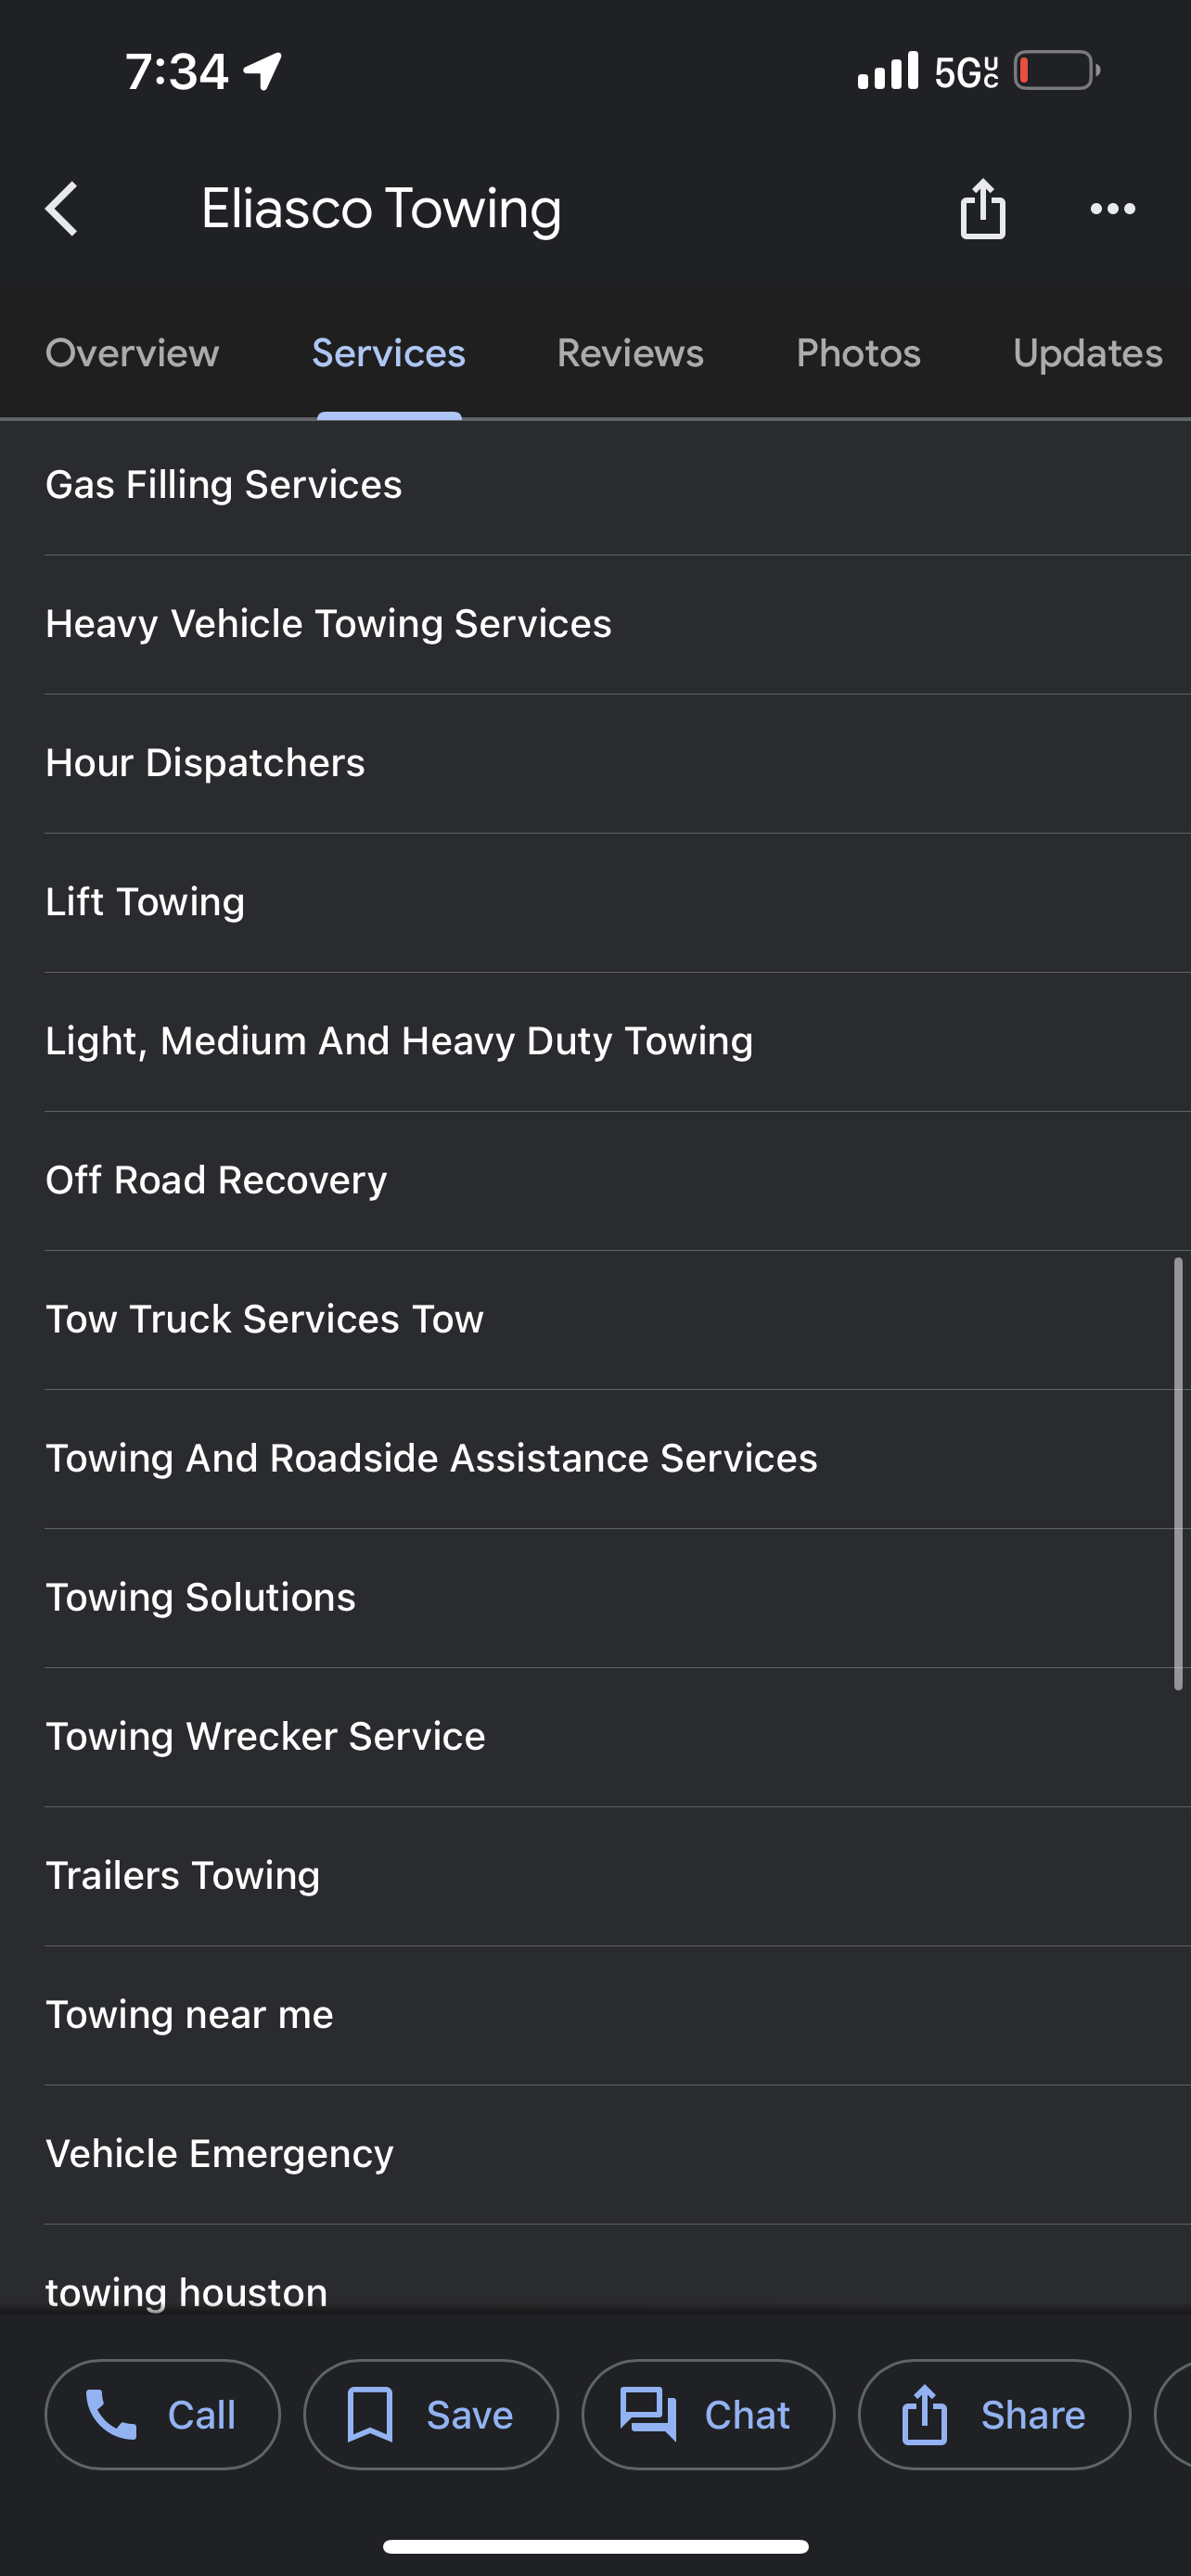 7:34
5GUC
Eliasco Towing
Overview Services Reviews Photos Updates
Gas Filling Services
Heavy Vehicle Towing Services
Hour Dispatchers
Lift Towing
Light, Medium And Heavy Duty Towing
Off Road Recovery
Tow Truck Services Tow
Towing And Roadside Assistance Services
Towing Solutions
Towing Wrecker Service
Trailers Towing
Towing near me
Vehicle Emergency
towing houston
Call Save Chat Share